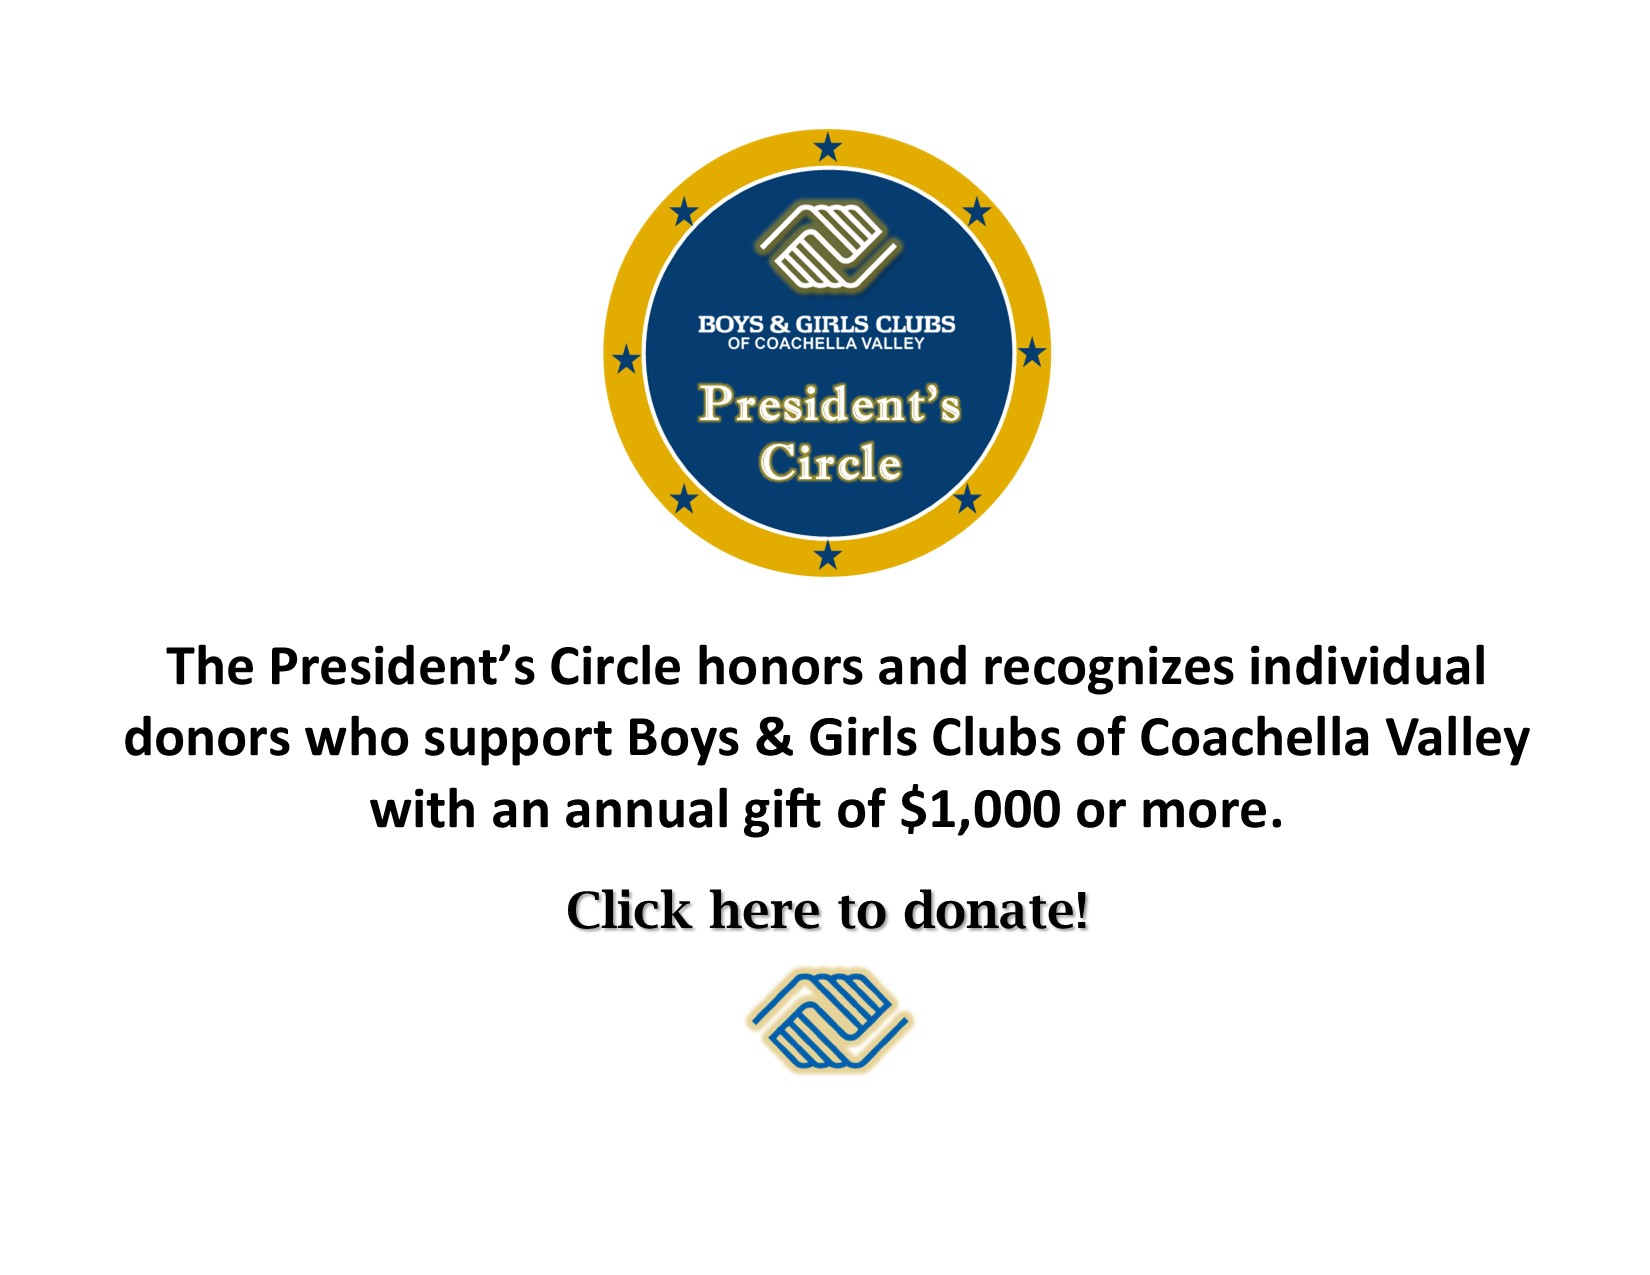 BOYS & GIRLS CLUBS
OF COACHELLA VALLEY
President’s
Circle
The President’s Circle honors and recognizes individual
donors who support Boys & Girls Clubs of Coachella Valley
with an annual gift of $1,000 or more.
Click here to donate!